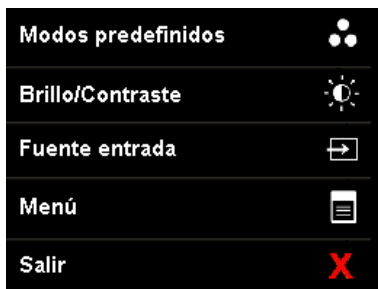 Modos predefinidos
Brillo/Contraste
Fuente entrada
Menú
Salir